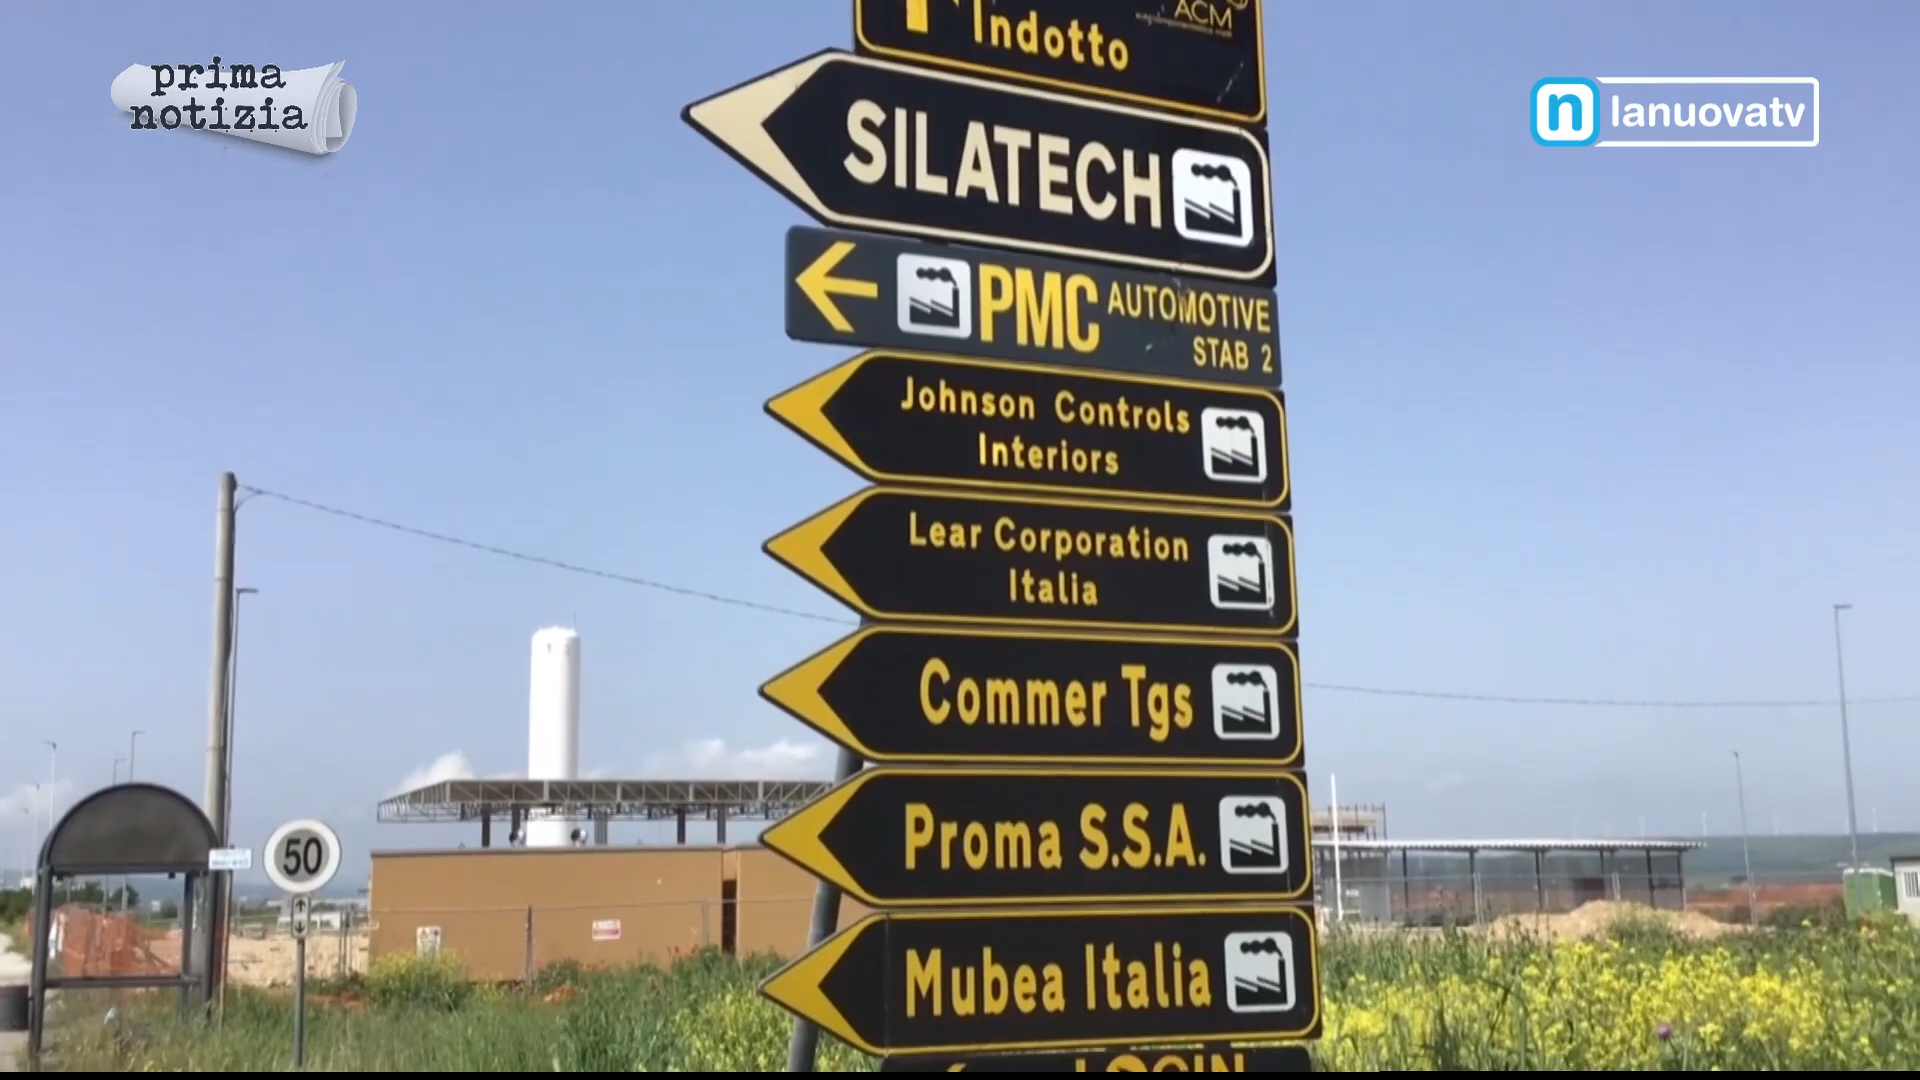 prima
notizia
n lanuovatv
ACM
Indotto
SILATECH
PMC AUTOMOTIVE
STAB 2
Johnson Controls
Interiors
Lear Corporation
Italia
Commer Tgs
Proma S.S.A.
Mubea Italia
LOGIN
50